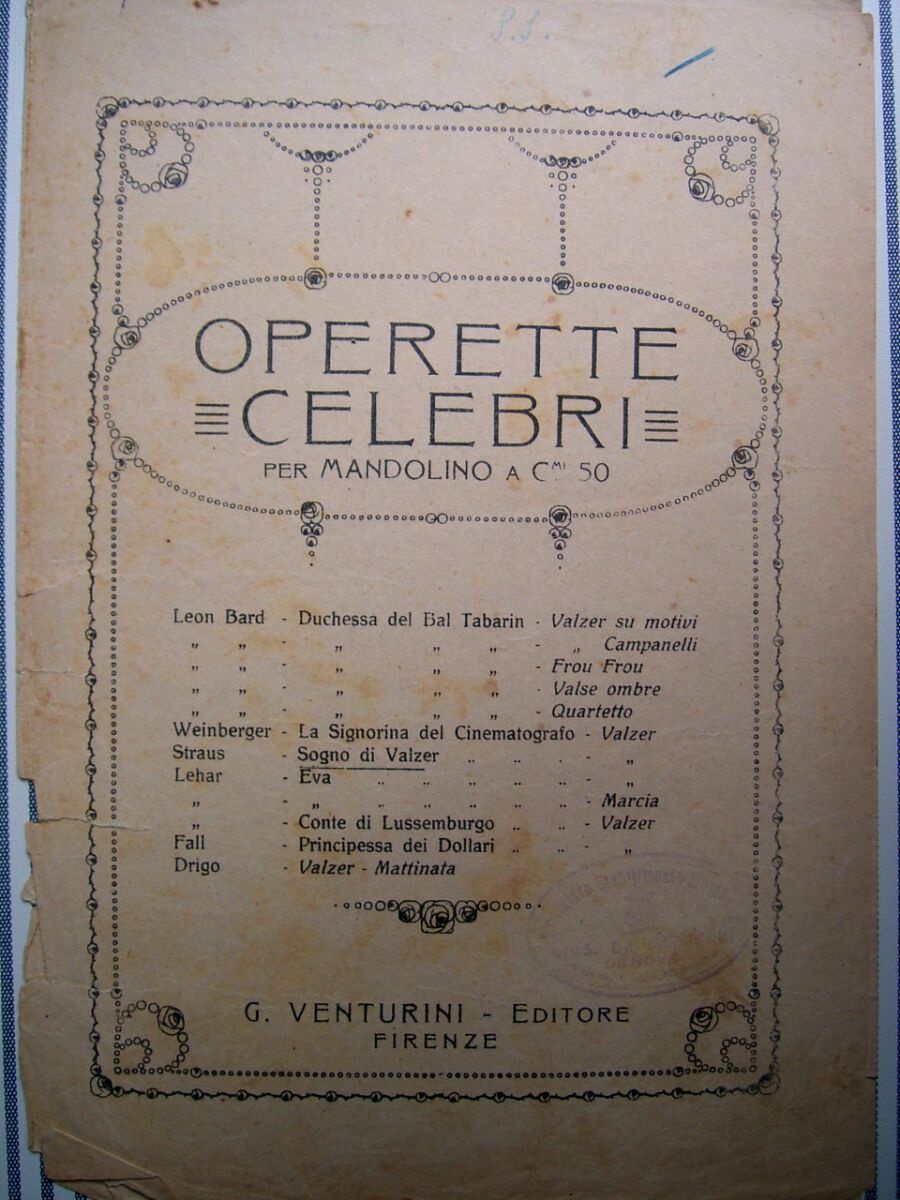 S.S.
OPERETTE
CELEBRI
PER MANDOLINO A Cmi 50
Leon Bard - Duchessa del Bal Tabarin - Valzer su motivi
„ „ - „ „ „ - „ Campanelli
„ „ - „ „ „ - Frou Frou
„ „ - „ „ „ - Valse ombre
„ „ - „ „ „ - Quartetto
Weinberger - La Signorina del Cinematografo - Valzer
Straus - Sogno di Valzer .. .. . - „
Lehar - Eva .. .. .. .. .. - „
„ - „ .. .. .. .. .. - Marcia
„ - Conte di Lussemburgo .. .. - Valzer
Fall - Principessa dei Dollari .. .. - „
Drigo - Valzer - Mattinata
G. VENTURINI - EDITORE
FIRENZE